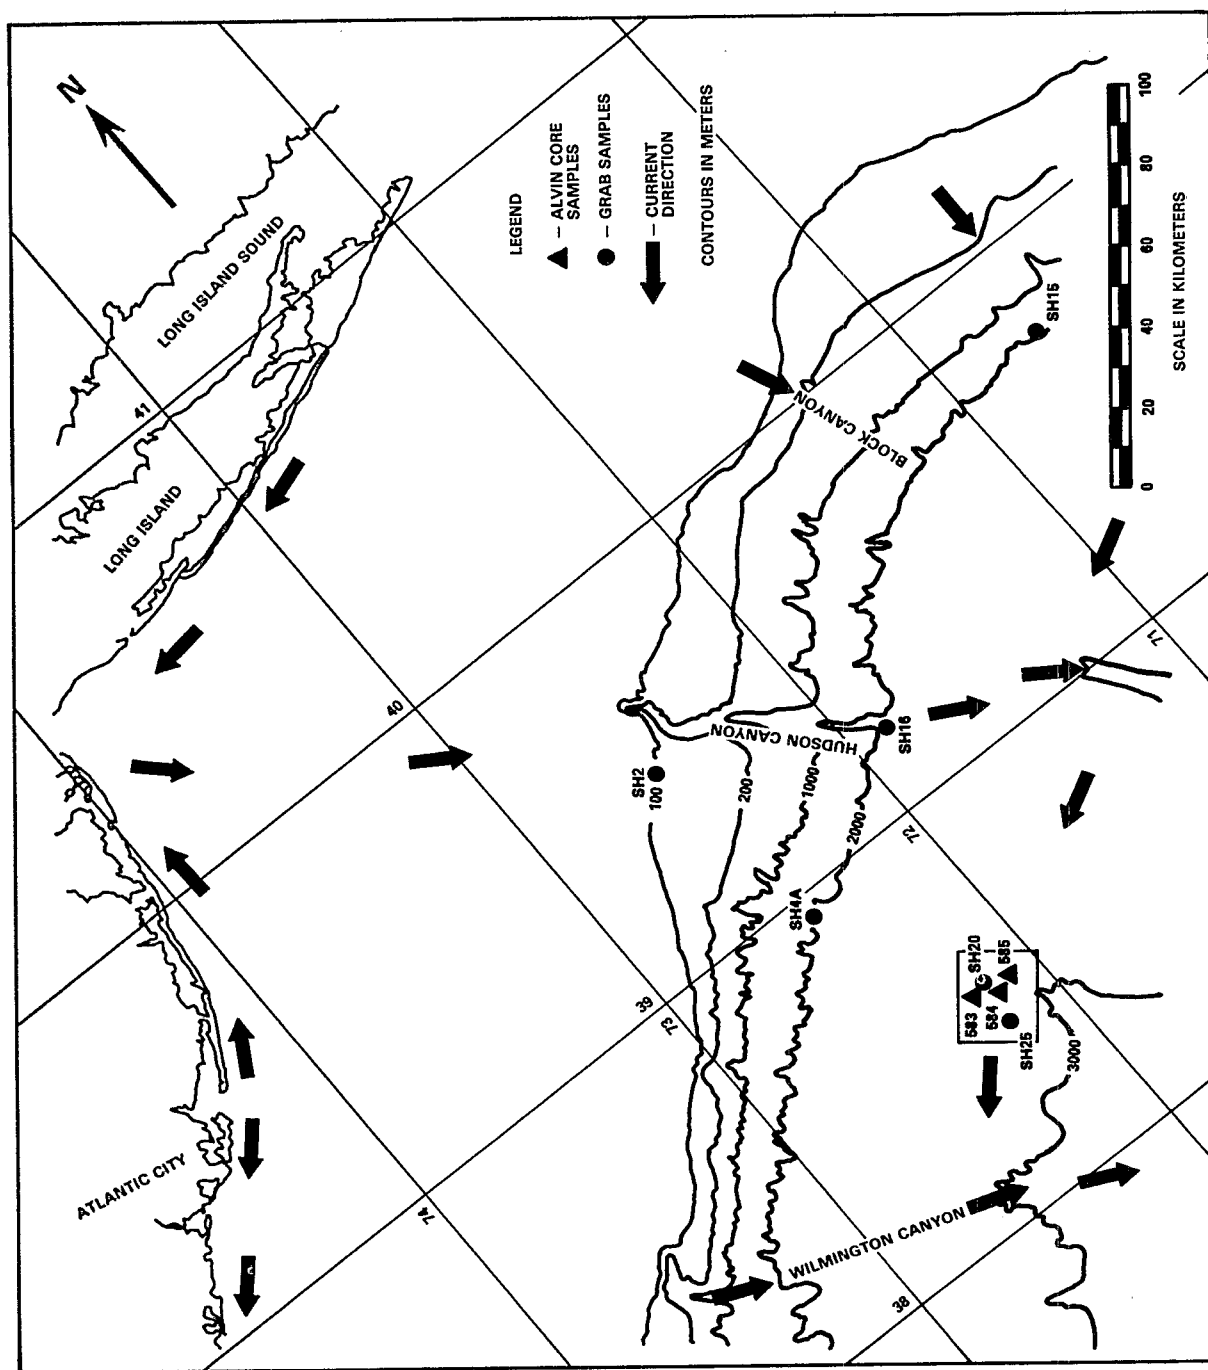 N
LONG ISLAND SOUND
LONG ISLAND
41
40
ATLANTIC CITY
74
LEGEND
– ALVIN CORE
SAMPLES
– GRAB SAMPLES
– CURRENT
DIRECTION
CONTOURS IN METERS
BLOCK CANYON
SH15
HUDSON CANYON
SH2
100
200
1000
2000
SH16
SH4A
39
73
72
71
583
SH20
584
585
SH25
3000
WILMINGTON CANYON
38
0
20
40
60
80
100
SCALE IN KILOMETERS